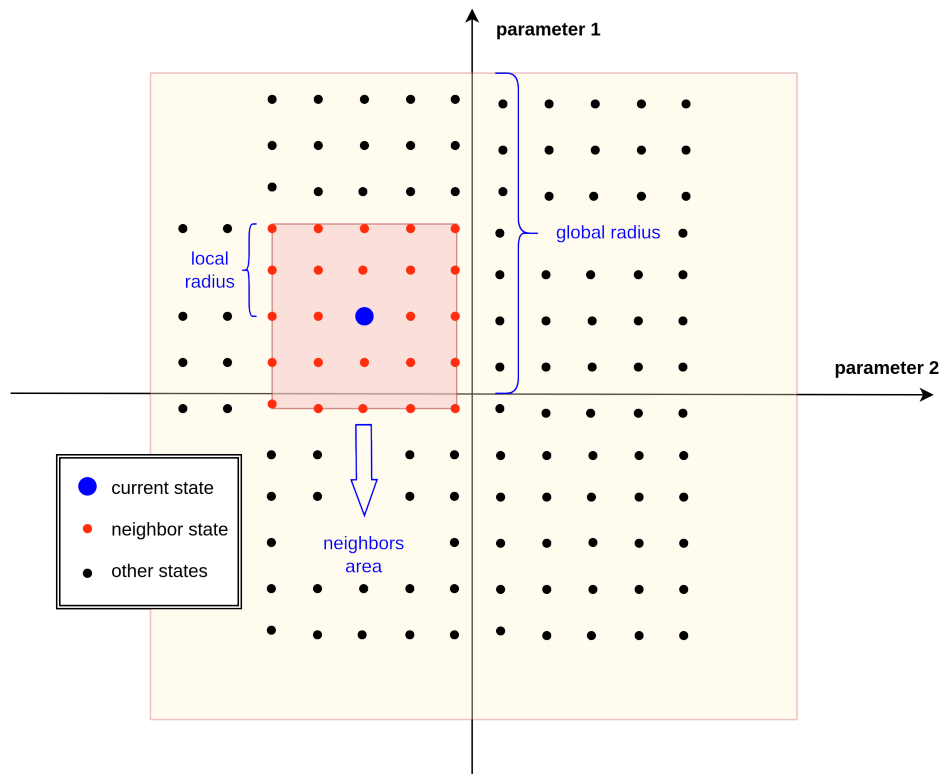 parameter 1
global radius
local
radius
parameter 2
current state
neighbor state
other states
neighbors
area